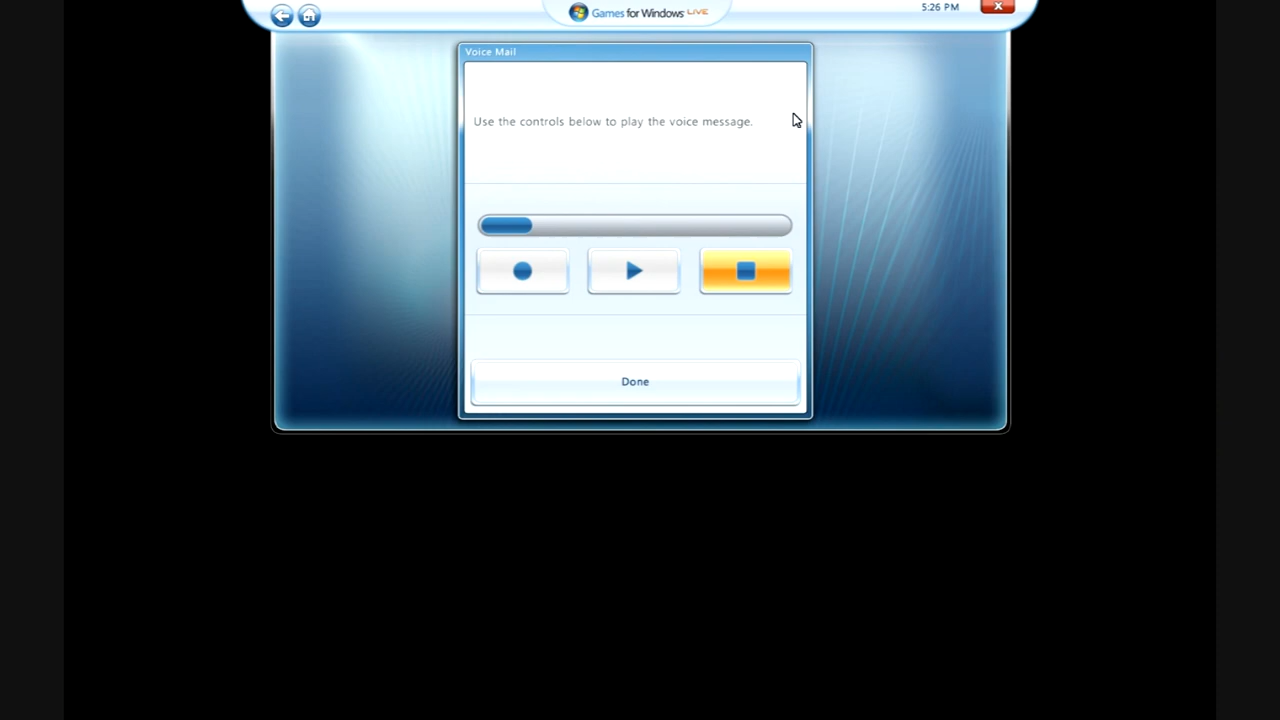 Games for Windows LIVE
5:26 PM
Voice Mail
Use the controls below to play the voice message.
Done